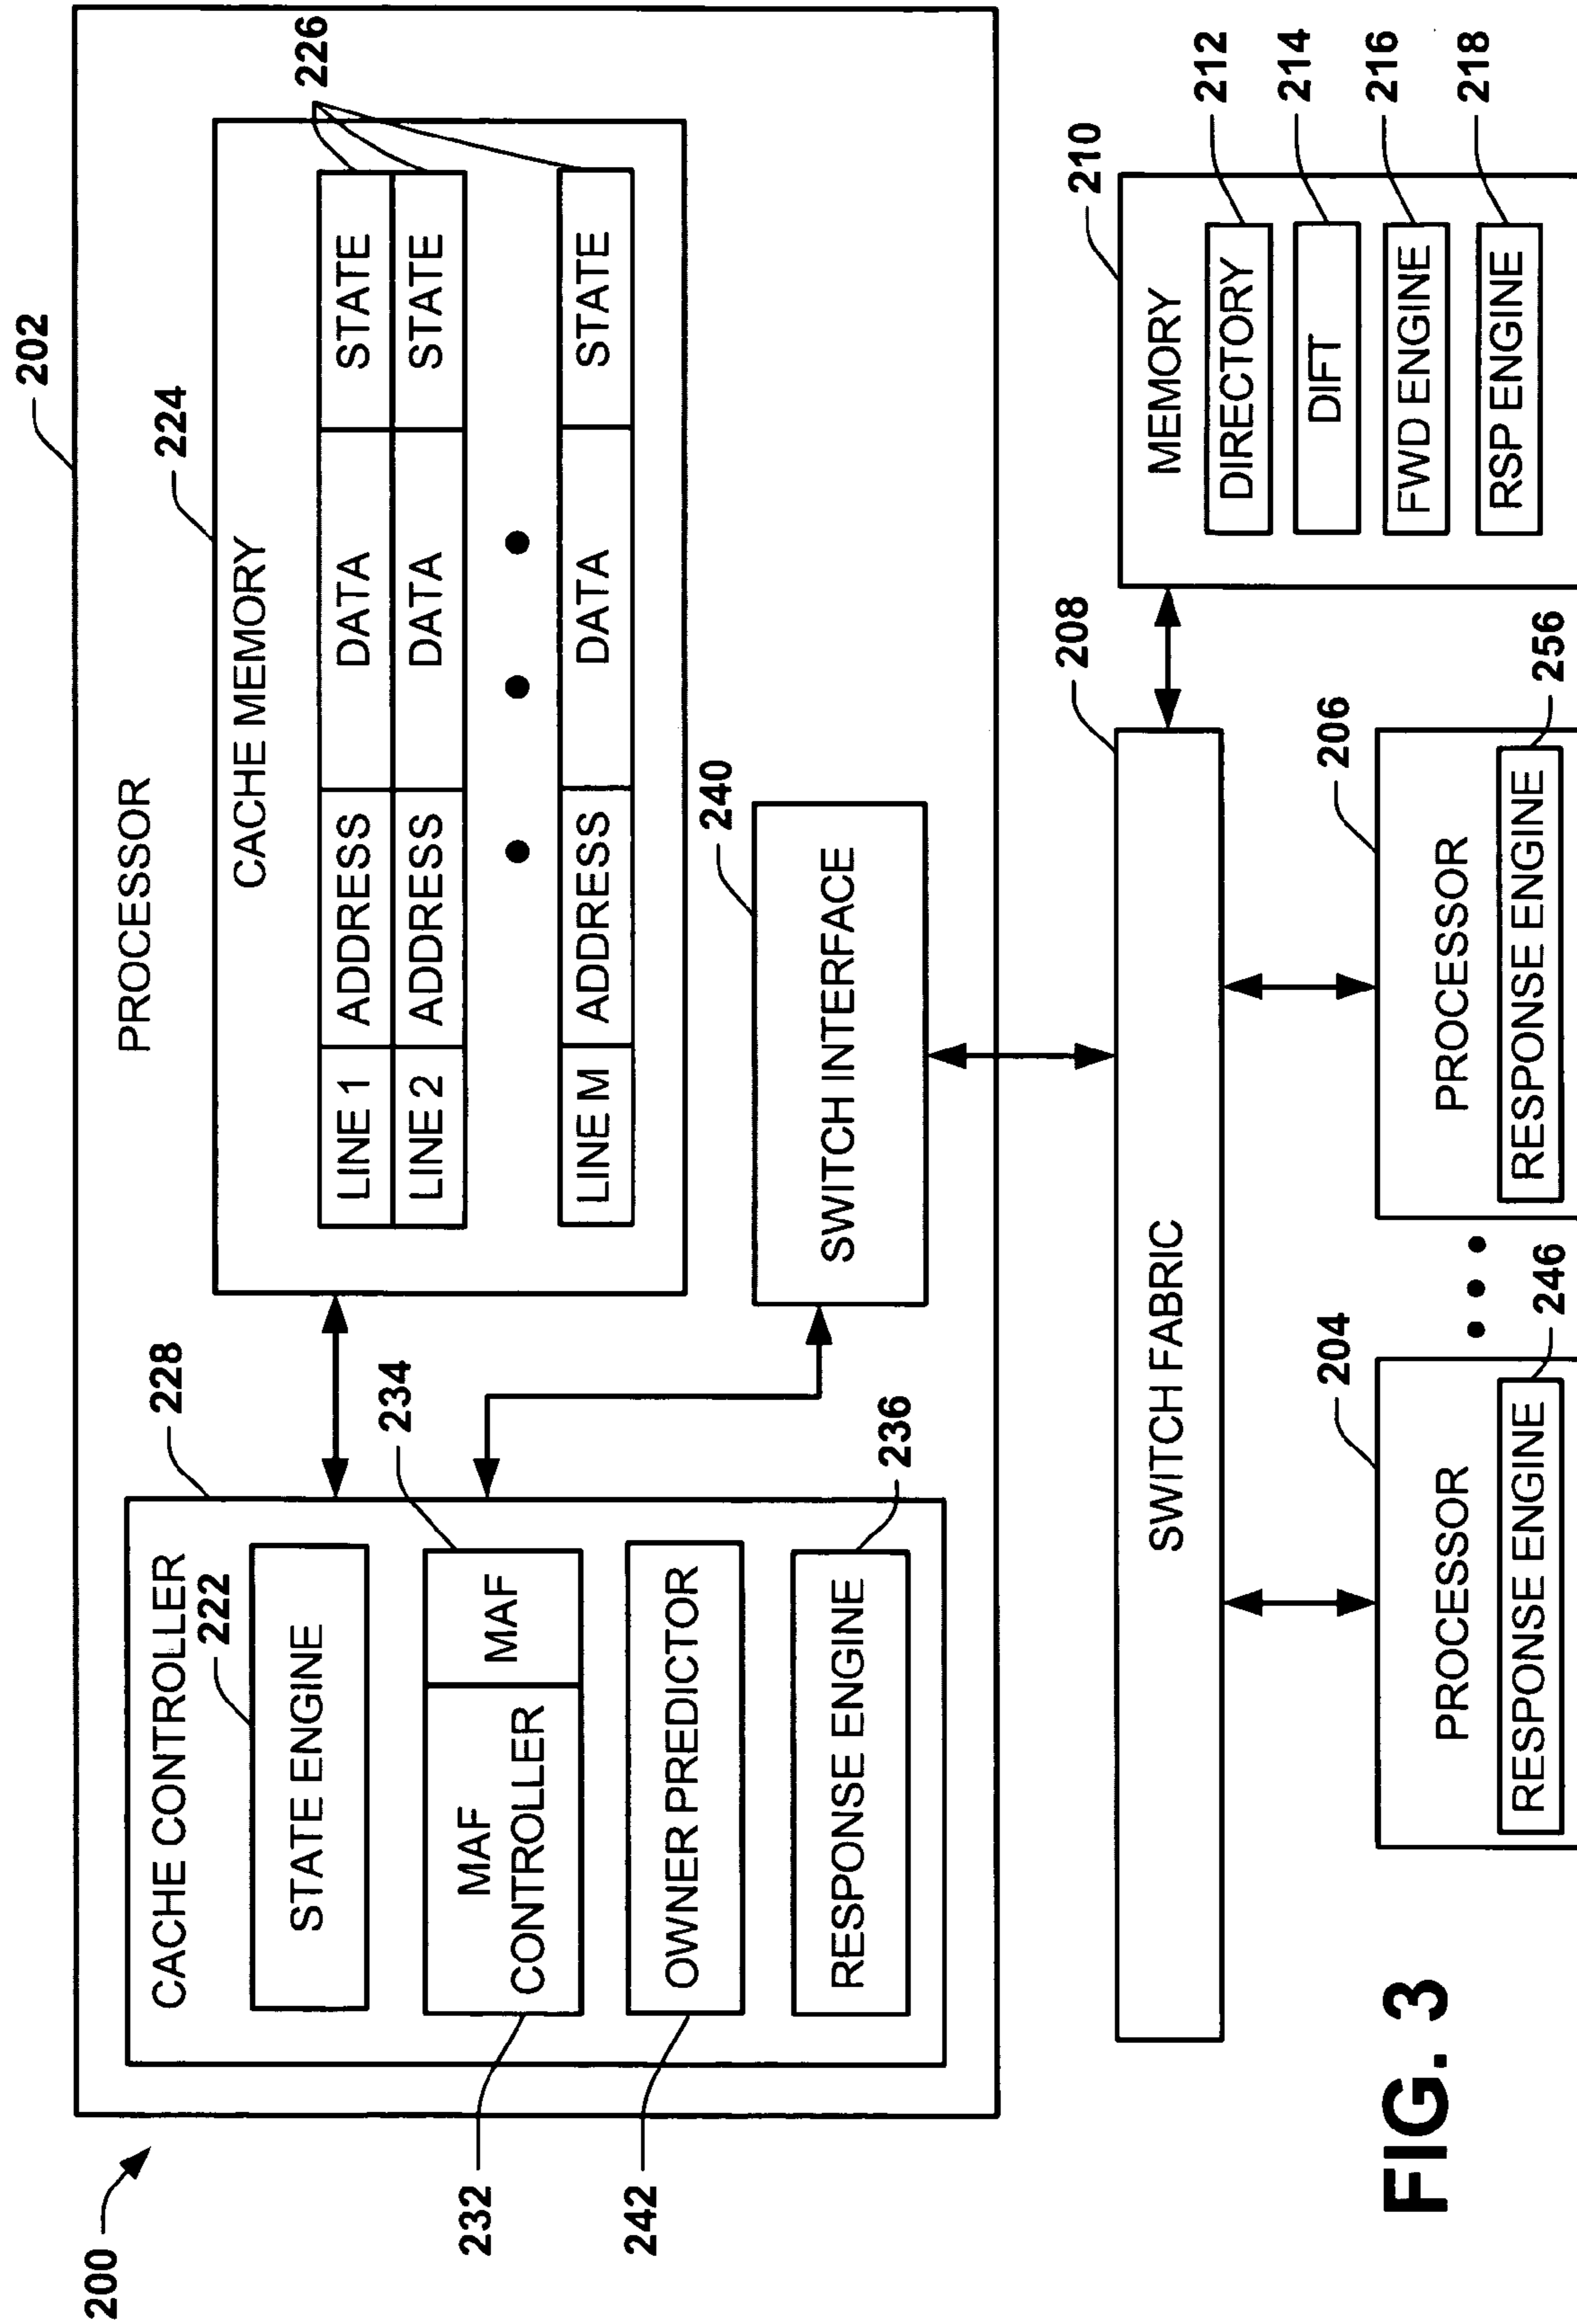 200
202
PROCESSOR
CACHE CONTROLLER
228
222
STATE ENGINE
MAF CONTROLLER
MAF
234
232
OWNER PREDICTOR
242
RESPONSE ENGINE
236
224
CACHE MEMORY
226
LINE 1 ADDRESS DATA STATE
LINE 2 ADDRESS DATA STATE
LINE M ADDRESS DATA STATE
240
SWITCH INTERFACE
208
SWITCH FABRIC
210
MEMORY
DIRECTORY 212
DIFT 214
FWD ENGINE 216
RSP ENGINE 218
204
PROCESSOR
RESPONSE ENGINE
246
206
PROCESSOR
RESPONSE ENGINE
256
FIG. 3